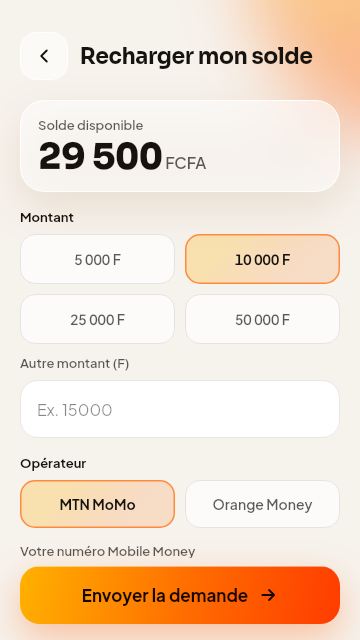 Recharger mon solde
Solde disponible
29 500 FCFA
Montant
5 000 F
10 000 F
25 000 F
50 000 F
Autre montant (F)
Ex. 15000
Opérateur
MTN MoMo
Orange Money
Votre numéro Mobile Money
Envoyer la demande →